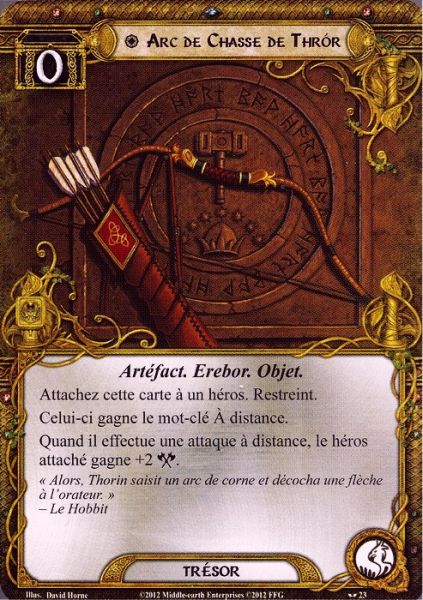 Arc de Chasse de Thrór
0
Artéfact. Erebor. Objet.
Attachez cette carte à un héros. Restreint.
Celui-ci gagne le mot-clé À distance.
Quand il effectue une attaque à distance, le héros
attaché gagne +2 .
« Alors, Thorin saisit un arc de corne et décocha une flèche
à l'orateur. »
– Le Hobbit
TRÉSOR
Illus. David Horne ©2012 Middle-earth Enterprises ©2012 FFG 23